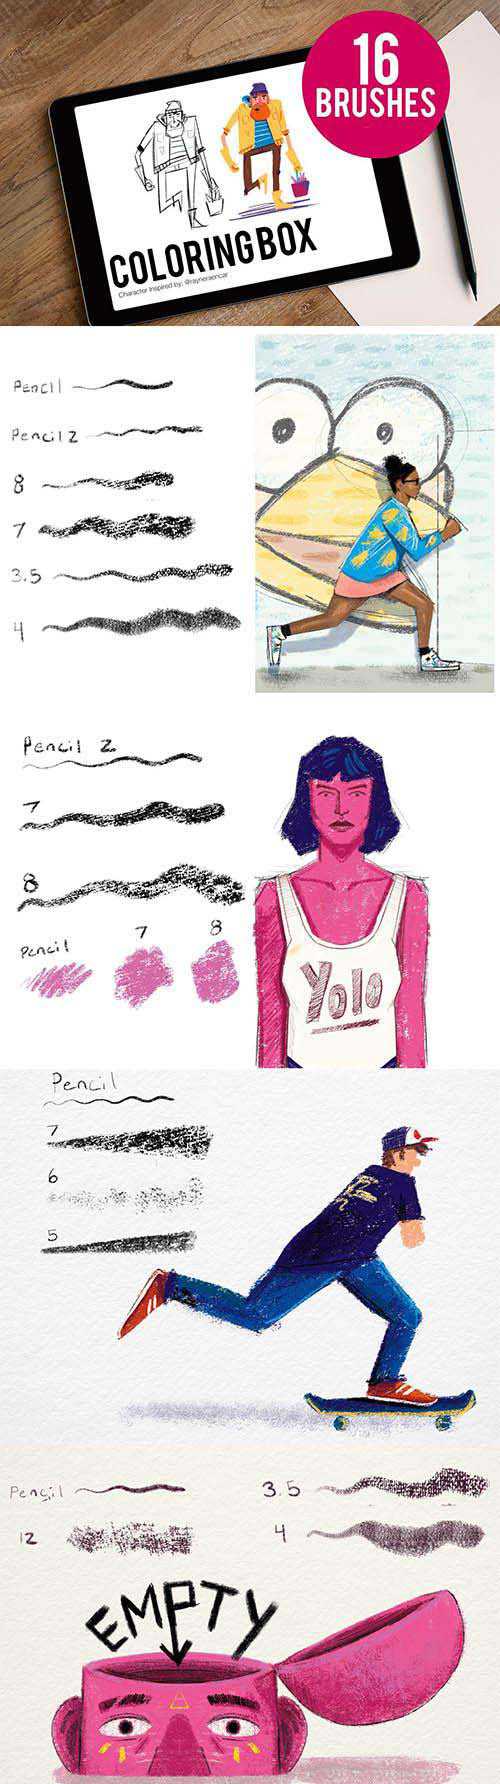 16
BRUSHES
COLORING BOX
Character Inspired by: @rayneralencar
Pencil
Pencil 2
8
7
3.5
4
Pencil 2
7
8
Pencil 7 8
Yolo
Pencil
7
6
5
Pencil 3.5
12 4
EMPTY